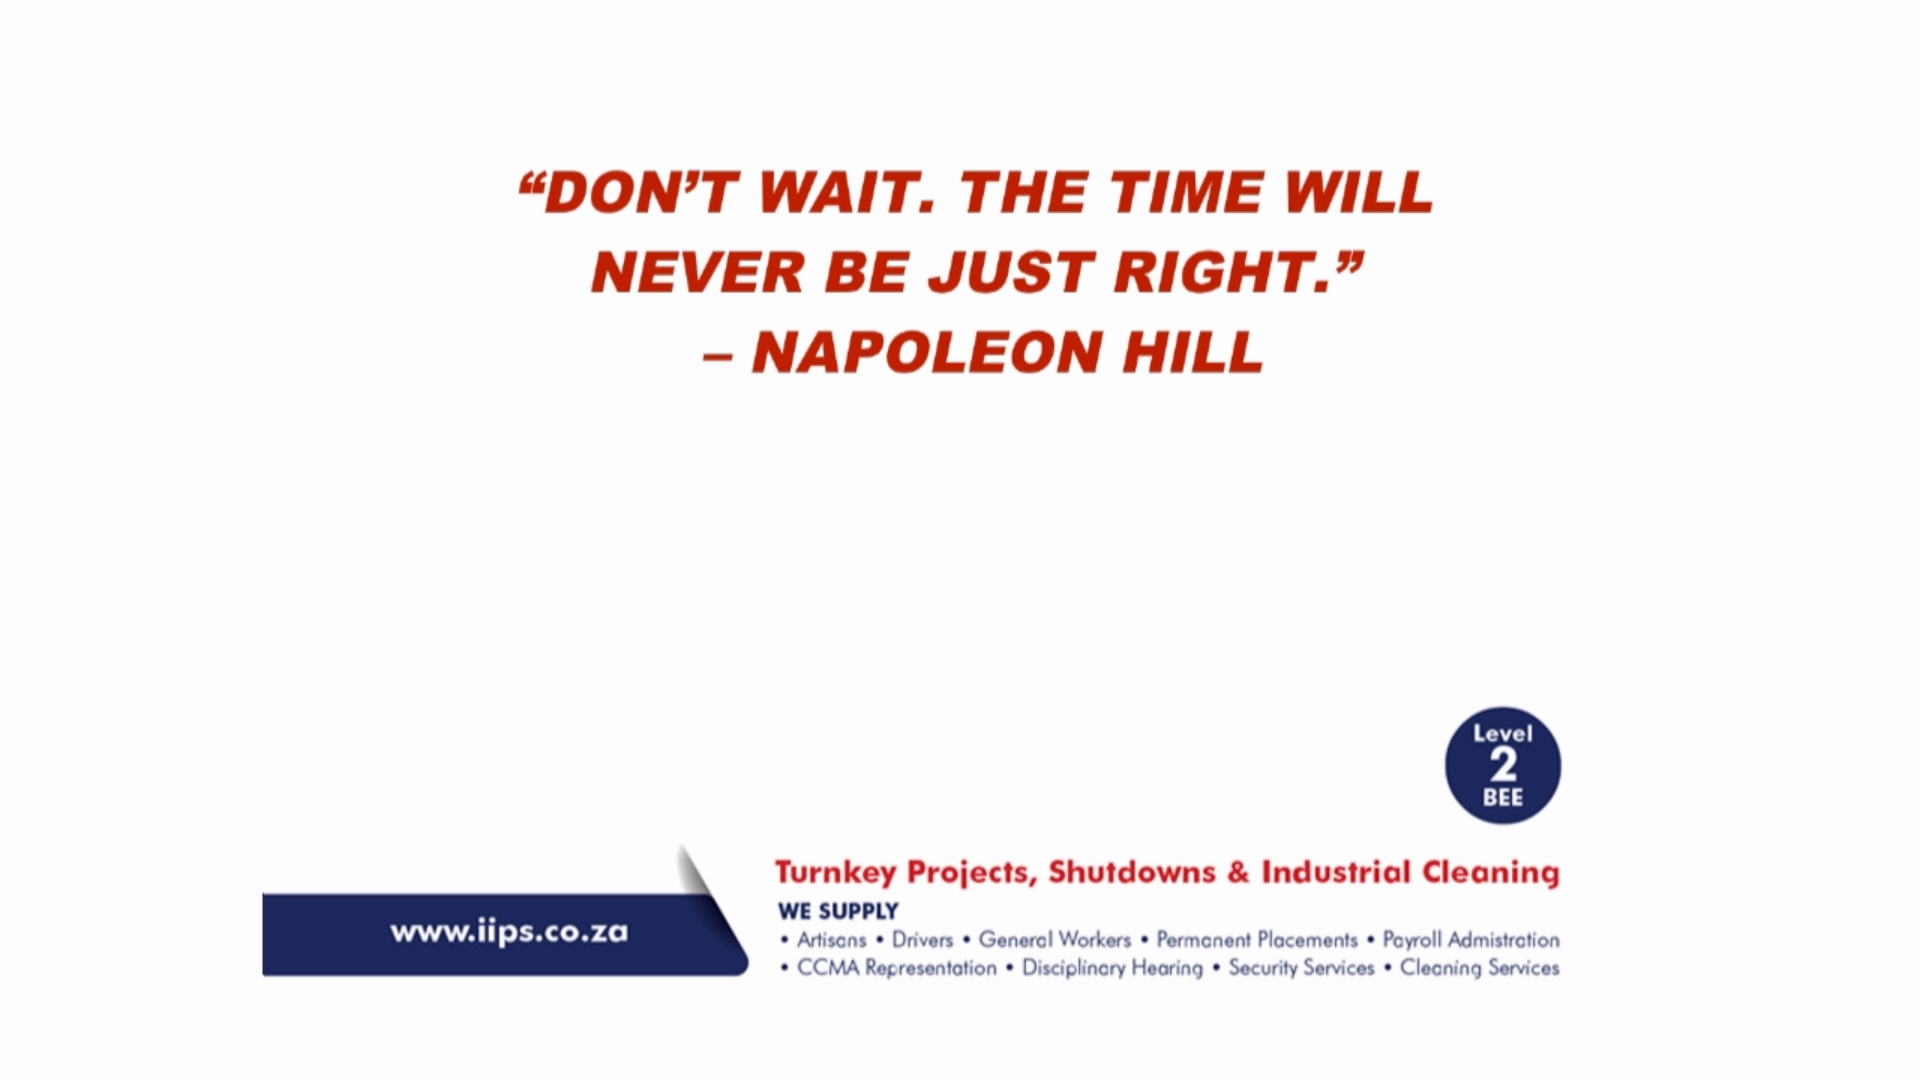 “DON’T WAIT. THE TIME WILL
NEVER BE JUST RIGHT.”
– NAPOLEON HILL
Level
2
BEE
Turnkey Projects, Shutdowns & Industrial Cleaning
www.iips.co.za
WE SUPPLY
• Artisans • Drivers • General Workers • Permanent Placements • Payroll Admistration
• CCMA Representation • Disciplinary Hearing • Security Services • Cleaning Services